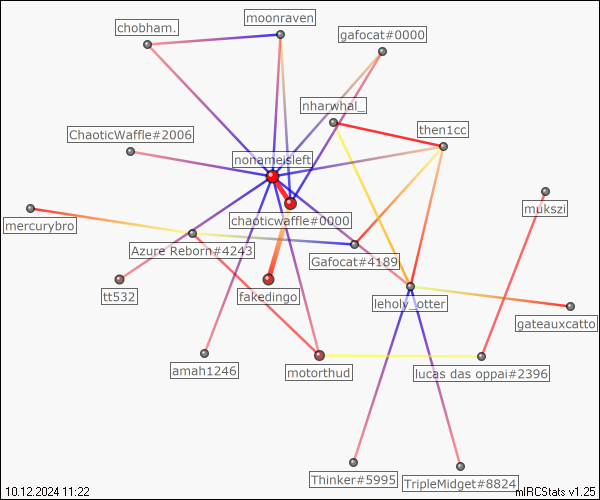 moonraven
chobham.
gafocat#0000
nharwhal_
then1cc
ChaoticWaffle#2006
nonameisleft
mukszi
chaoticwaffle#0000
mercurybro
Azure Reborn#4243
Gafocat#4189
tt532
fakedingo
leholy_otter
gateauxcatto
amah1246
motorthud
lucas das oppai#2396
Thinker#5995
TripleMidget#8824
10.12.2024 11:22
mIRCStats v1.25